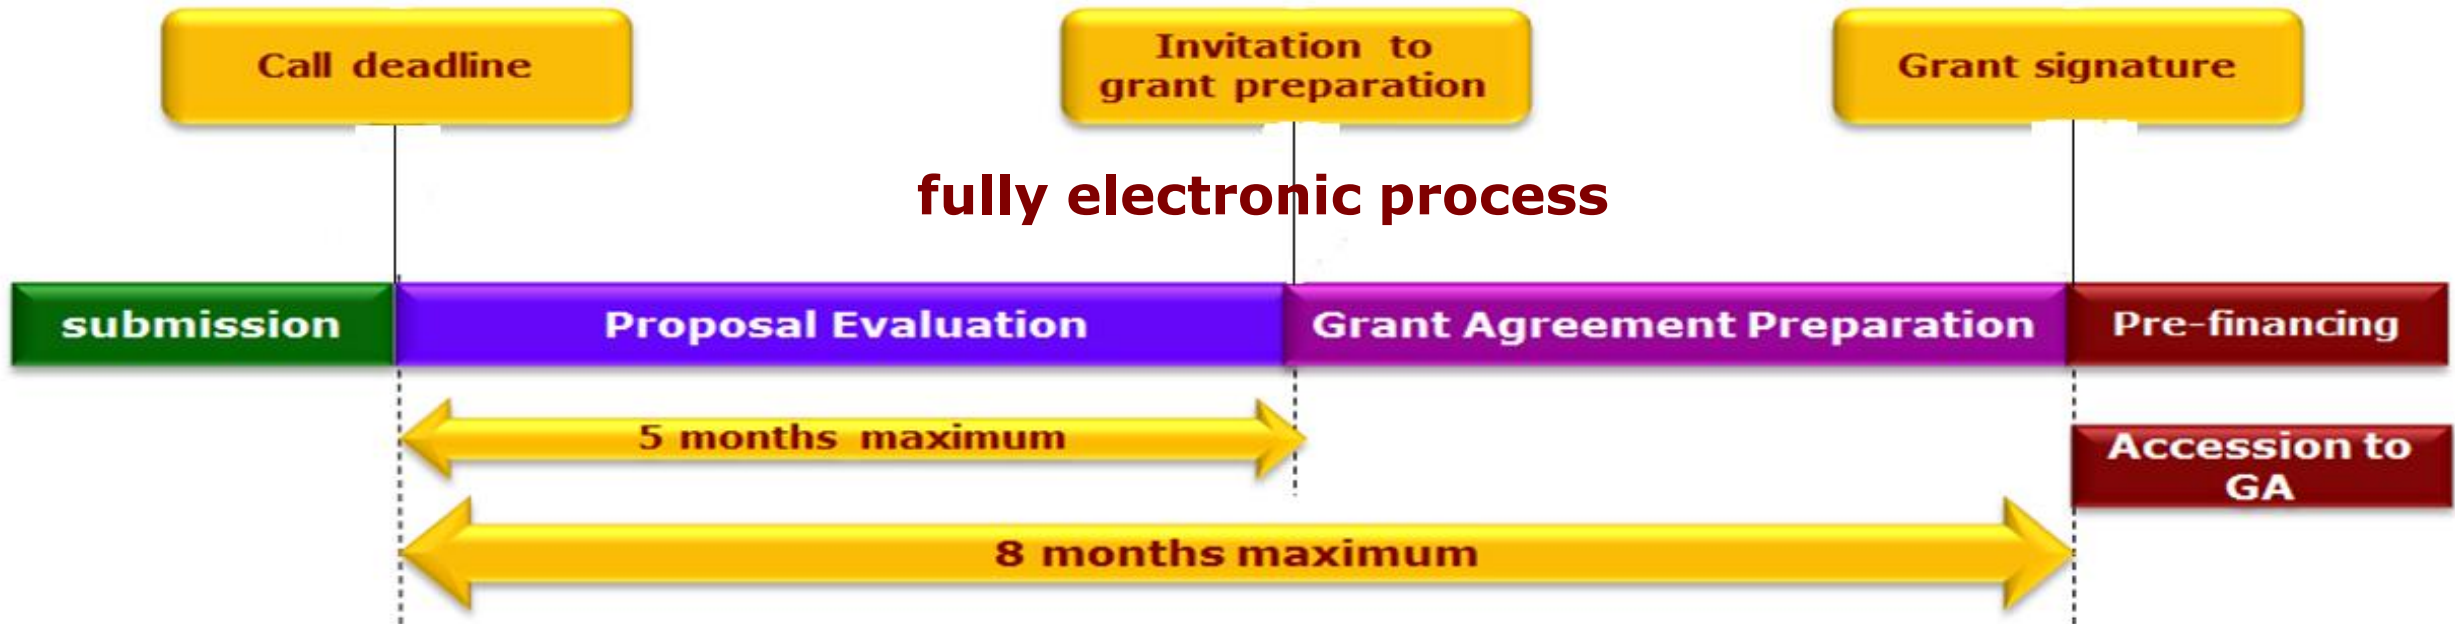 Call deadline
Invitation to
grant preparation
Grant signature
fully electronic process
submission
Proposal Evaluation
Grant Agreement Preparation
Pre-financing
5 months maximum
Accession to
GA
8 months maximum